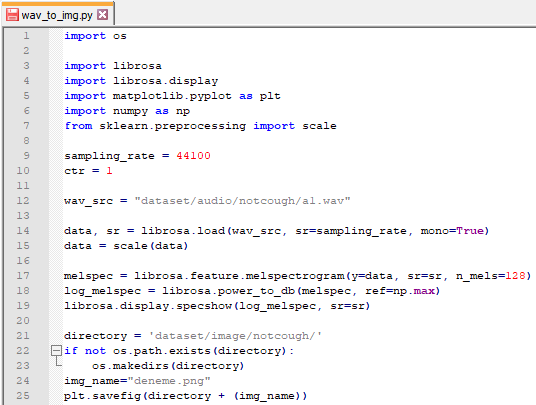 wav_to_img.py
1 import os
2
3 import librosa
4 import librosa.display
5 import matplotlib.pyplot as plt
6 import numpy as np
7 from sklearn.preprocessing import scale
8
9 sampling_rate = 44100
10 ctr = 1
11
12 wav_src = "dataset/audio/notcough/a1.wav"
13
14 data, sr = librosa.load(wav_src, sr=sampling_rate, mono=True)
15 data = scale(data)
16
17 melspec = librosa.feature.melspectrogram(y=data, sr=sr, n_mels=128)
18 log_melspec = librosa.power_to_db(melspec, ref=np.max)
19 librosa.display.specshow(log_melspec, sr=sr)
20
21 directory = 'dataset/image/notcough/'
22 if not os.path.exists(directory):
23     os.makedirs(directory)
24 img_name="deneme.png"
25 plt.savefig(directory + (img_name))